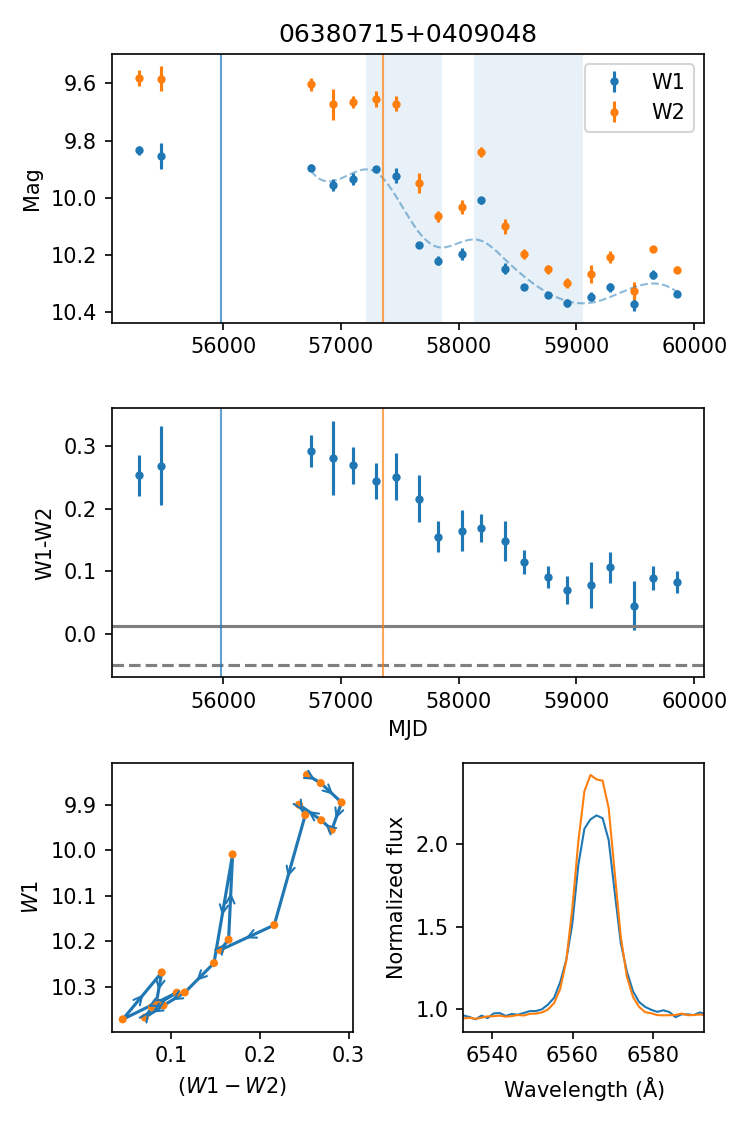 06380715+0409048
Mag
9.6
9.8
10.0
10.2
10.4
W1
W2
56000 57000 58000 59000 60000
W1-W2
0.3
0.2
0.1
0.0
56000 57000 58000 59000 60000
MJD
W1
9.9
10.0
10.1
10.2
10.3
0.1 0.2 0.3
(W1 − W2)
Normalized flux
2.0
1.5
1.0
6540 6560 6580
Wavelength (Å)